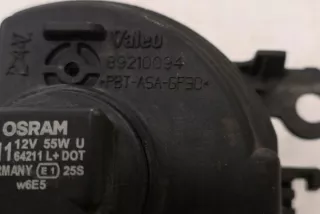 Valeo
89210094
>PBT-ASA-GF30<
OSRAM
12V 55W U
64211 L+ DOT
E1 25S
w6E5